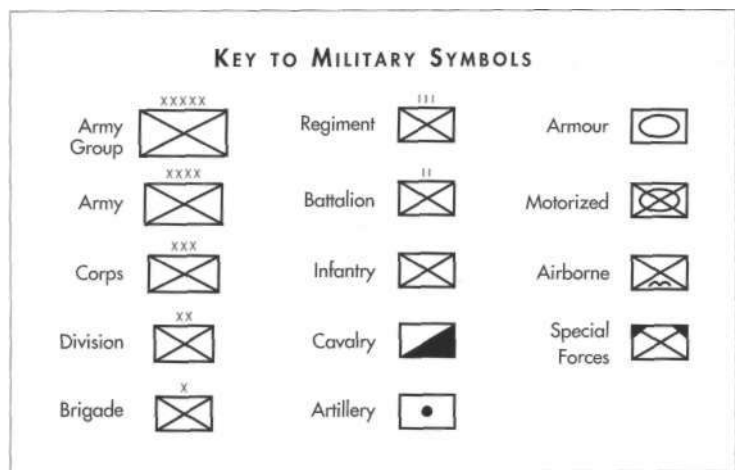 KEY TO MILITARY SYMBOLS
XXXXX
Army
Group
XXXX
Army
XXX
Corps
XX
Division
X
Brigade
III
Regiment
II
Battalion
Infantry
Cavalry
Artillery
Armour
Motorized
Airborne
Special
Forces